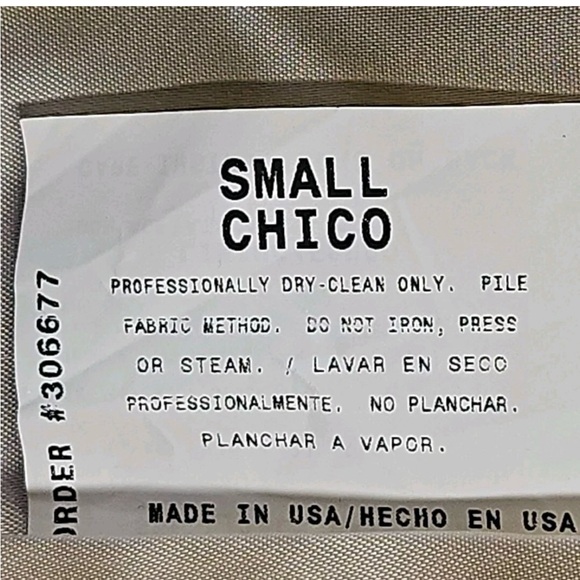 SMALL
CHICO
PROFESSIONALLY DRY-CLEAN ONLY. PILE
FABRIC METHOD. DO NOT IRON, PRESS
OR STEAM. / LAVAR EN SECO
PROFESSIONALMENTE. NO PLANCHAR.
PLANCHAR A VAPOR.
MADE IN USA/HECHO EN USA
ORDER #306677